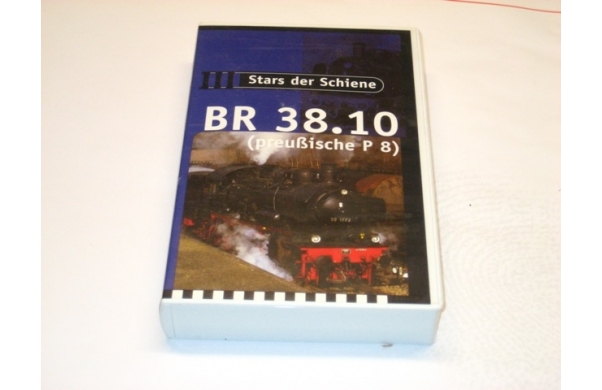 Stars der Schiene
BR 38.10
(preußische P 8)